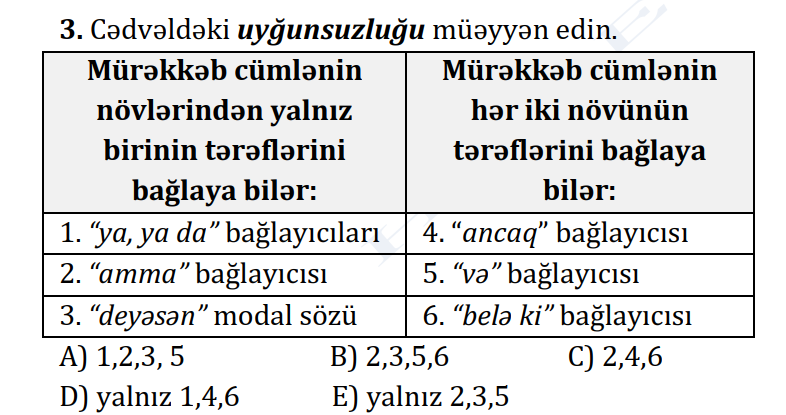 3. Cədvəldəki uyğunsuzluğu müəyyən edin.
Mürəkkəb cümlənin
növlərindən yalnız
birinin tərəflərini
bağlaya bilər:
Mürəkkəb cümlənin
hər iki növünün
tərəflərini bağlaya
bilər:
1. “ya, ya da” bağlayıcıları
4. “ancaq” bağlayıcısı
2. “amma” bağlayıcısı
5. “və” bağlayıcısı
3. “deyəsən” modal sözü
6. “belə ki” bağlayıcısı
A) 1,2,3, 5 B) 2,3,5,6 C) 2,4,6
D) yalnız 1,4,6 E) yalnız 2,3,5